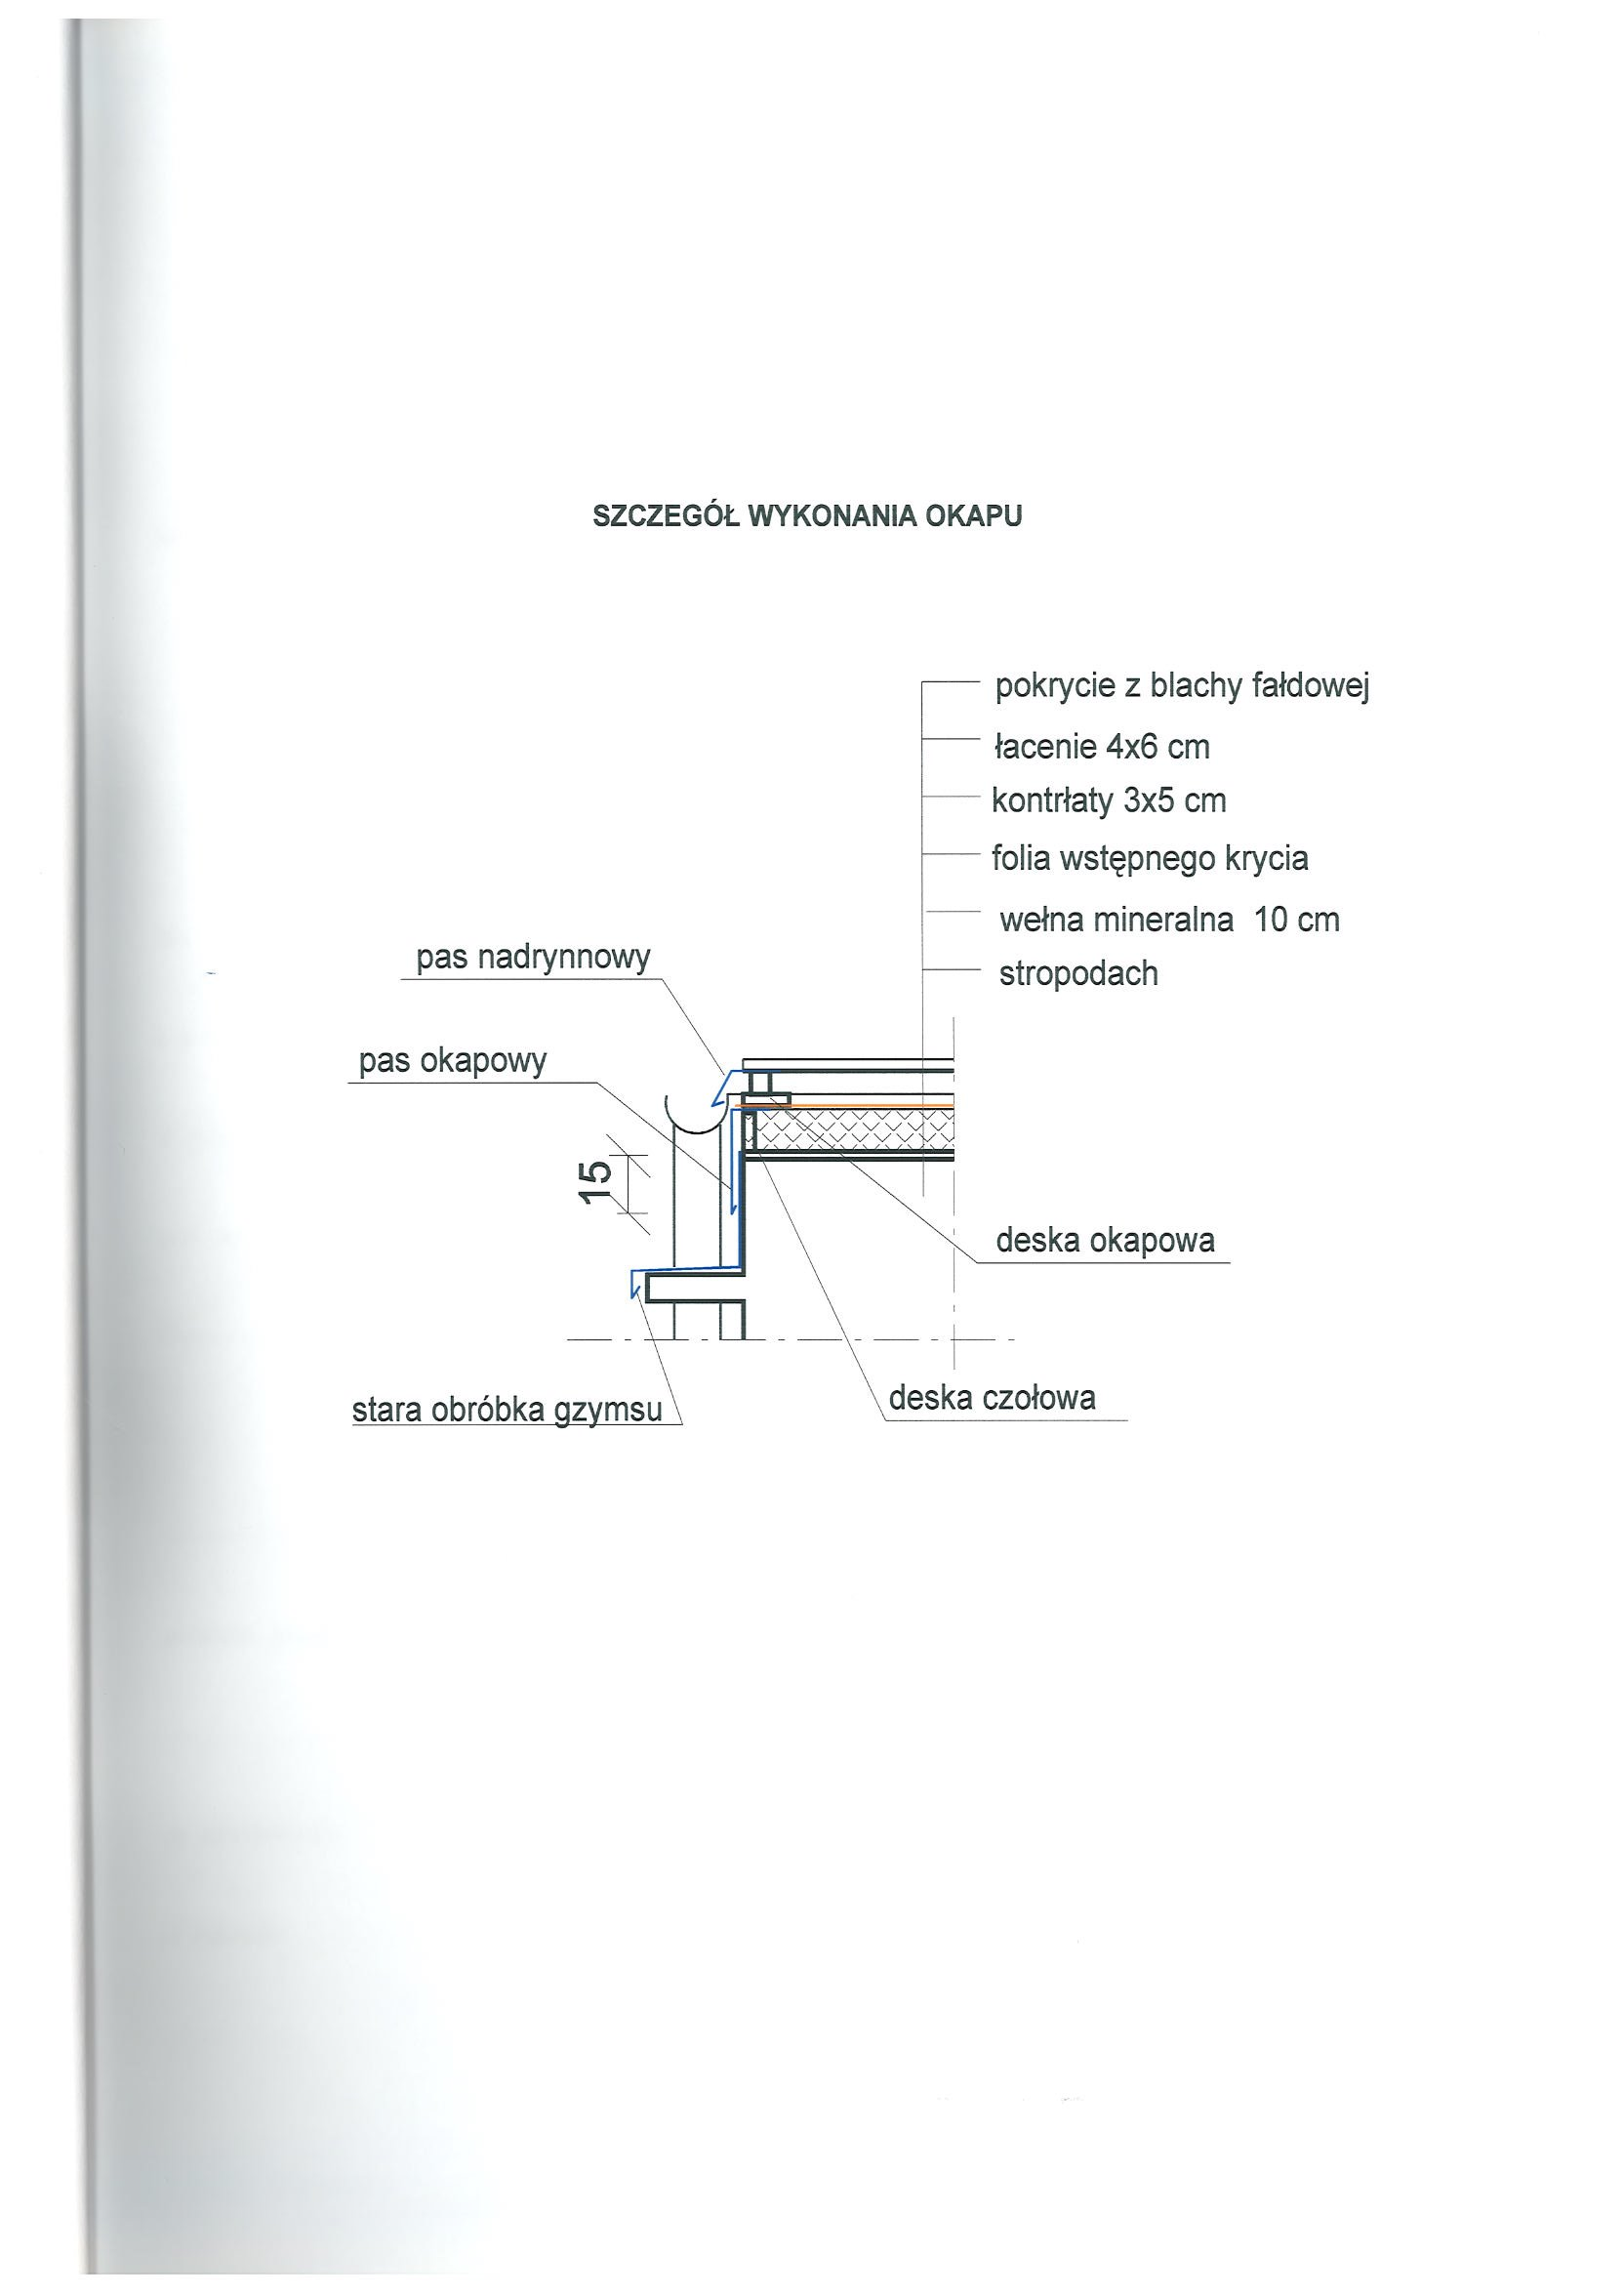 SZCZEGÓŁ WYKONANIA OKAPU
pokrycie z blachy fałdowej
łacenie 4x6 cm
kontrłaty 3x5 cm
folia wstępnego krycia
wełna mineralna 10 cm
stropodach
pas nadrynnowy
pas okapowy
15
deska okapowa
deska czołowa
stara obróbka gzymsu